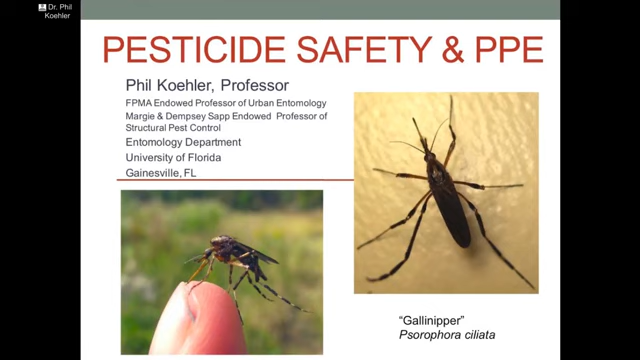 Dr. Phil
Koehler
PESTICIDE SAFETY & PPE
Phil Koehler, Professor
FPMA Endowed Professor of Urban Entomology
Margie & Dempsey Sapp Endowed Professor of
Structural Pest Control
Entomology Department
University of Florida
Gainesville, FL
“Gallinipper”
Psorophora ciliata